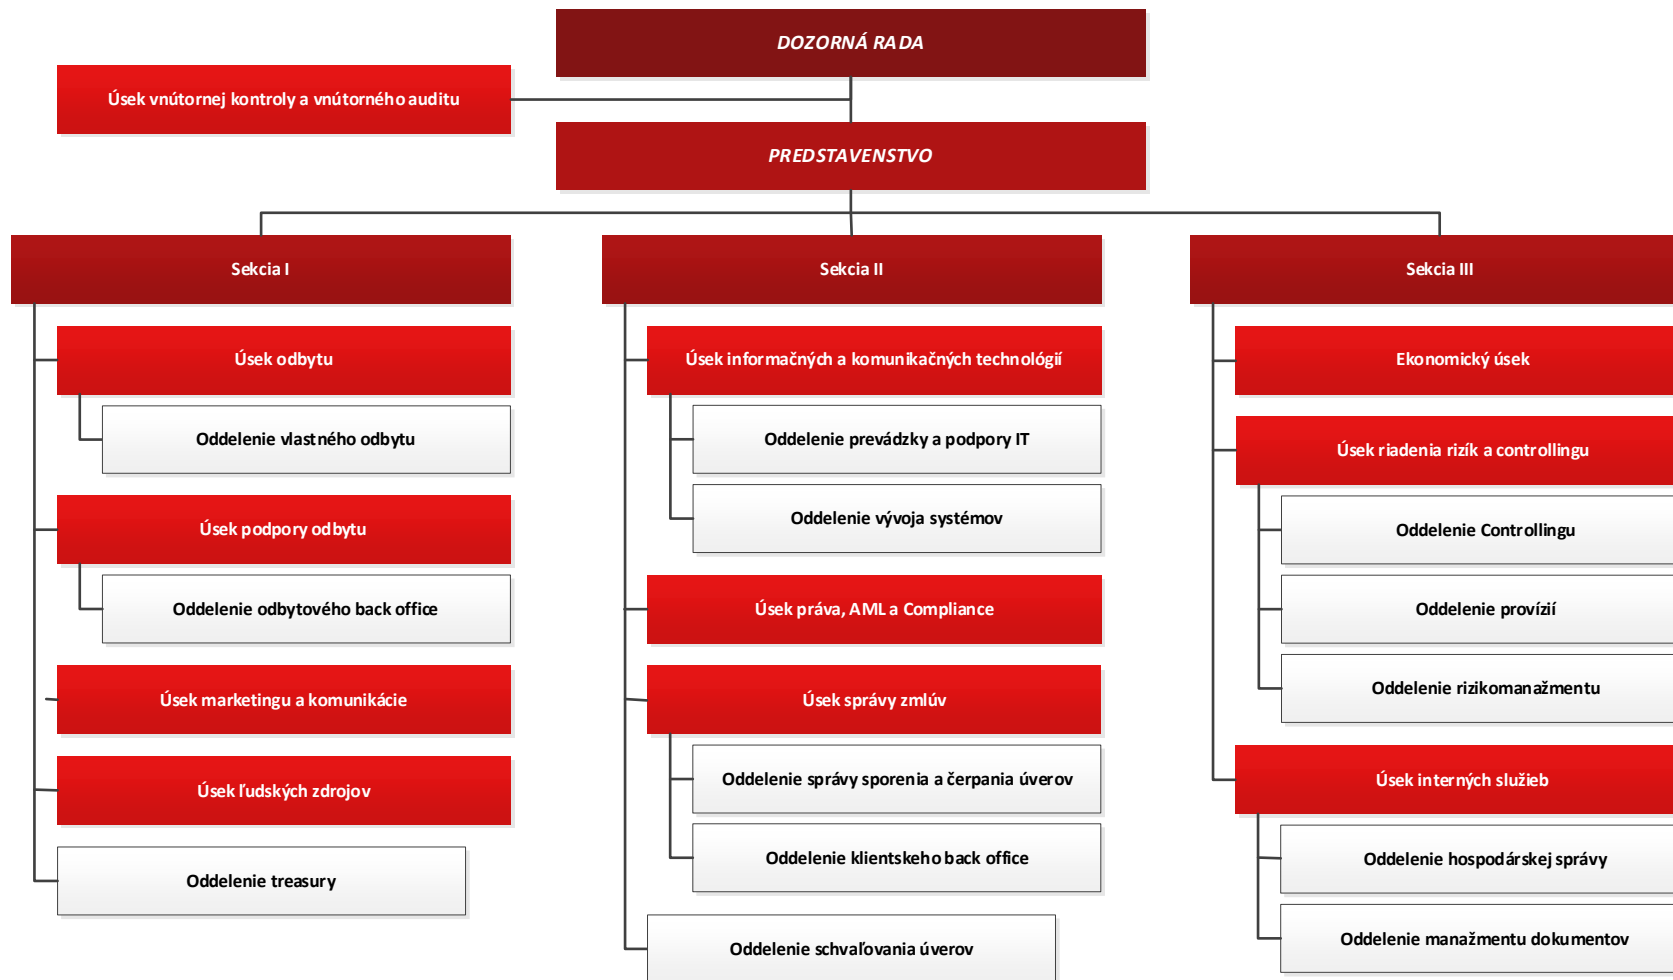 DOZORNÁ RADA
Úsek vnútornej kontroly a vnútorného auditu
PREDSTAVENSTVO
Sekcia I
Úsek odbytu
Oddelenie vlastného odbytu
Úsek podpory odbytu
Oddelenie odbytového back office
Úsek marketingu a komunikácie
Úsek ľudských zdrojov
Oddelenie treasury
Sekcia II
Úsek informačných a komunikačných technológií
Oddelenie prevádzky a podpory IT
Oddelenie vývoja systémov
Úsek práva, AML a Compliance
Úsek správy zmlúv
Oddelenie správy sporenia a čerpania úverov
Oddelenie klientskeho back office
Oddelenie schvaľovania úverov
Sekcia III
Ekonomický úsek
Úsek riadenia rizík a controllingu
Oddelenie Controllingu
Oddelenie provízií
Oddelenie rizikomanažmentu
Úsek interných služieb
Oddelenie hospodárskej správy
Oddelenie manažmentu dokumentov